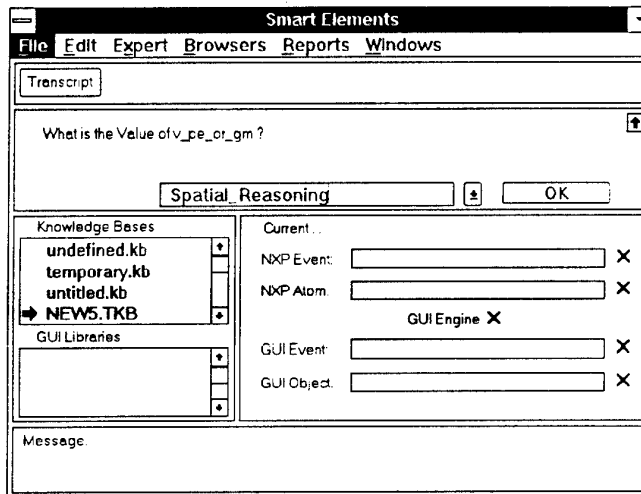 Smart Elements
File Edit Expert Browsers Reports Windows
Transcript
What is the Value of v_pe_or_gm ?
Spatial_Reasoning
OK
Knowledge Bases
undefined.kb
temporary.kb
untitled.kb
NEW5.TKB
GUI Libraries
Current...
NXP Event:
NXP Atom:
GUI Engine
GUI Event:
GUI Object:
Message: